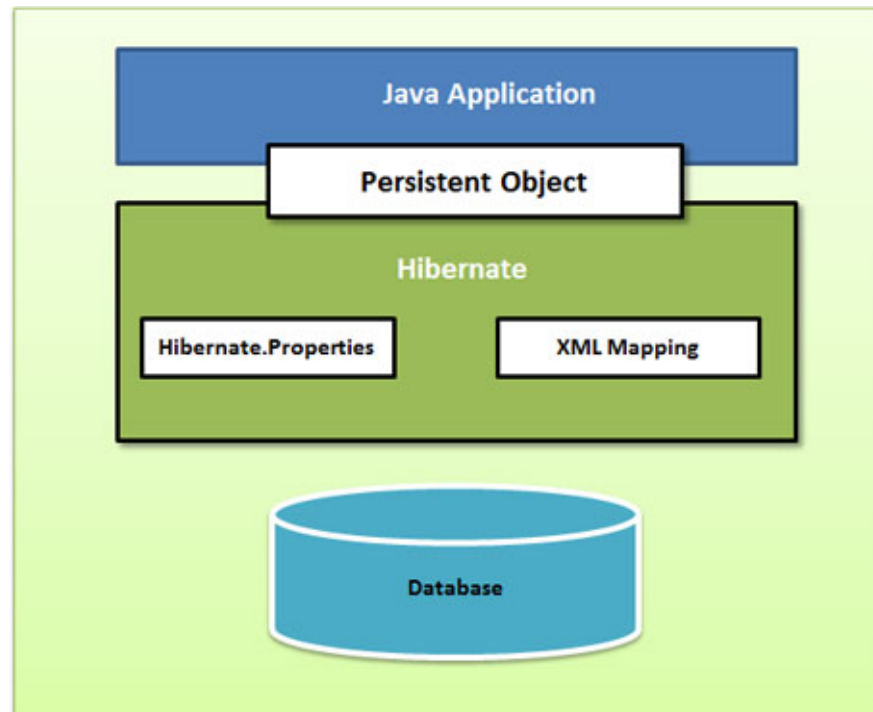 Java Application
Persistent Object
Hibernate
Hibernate.Properties
XML Mapping
Database